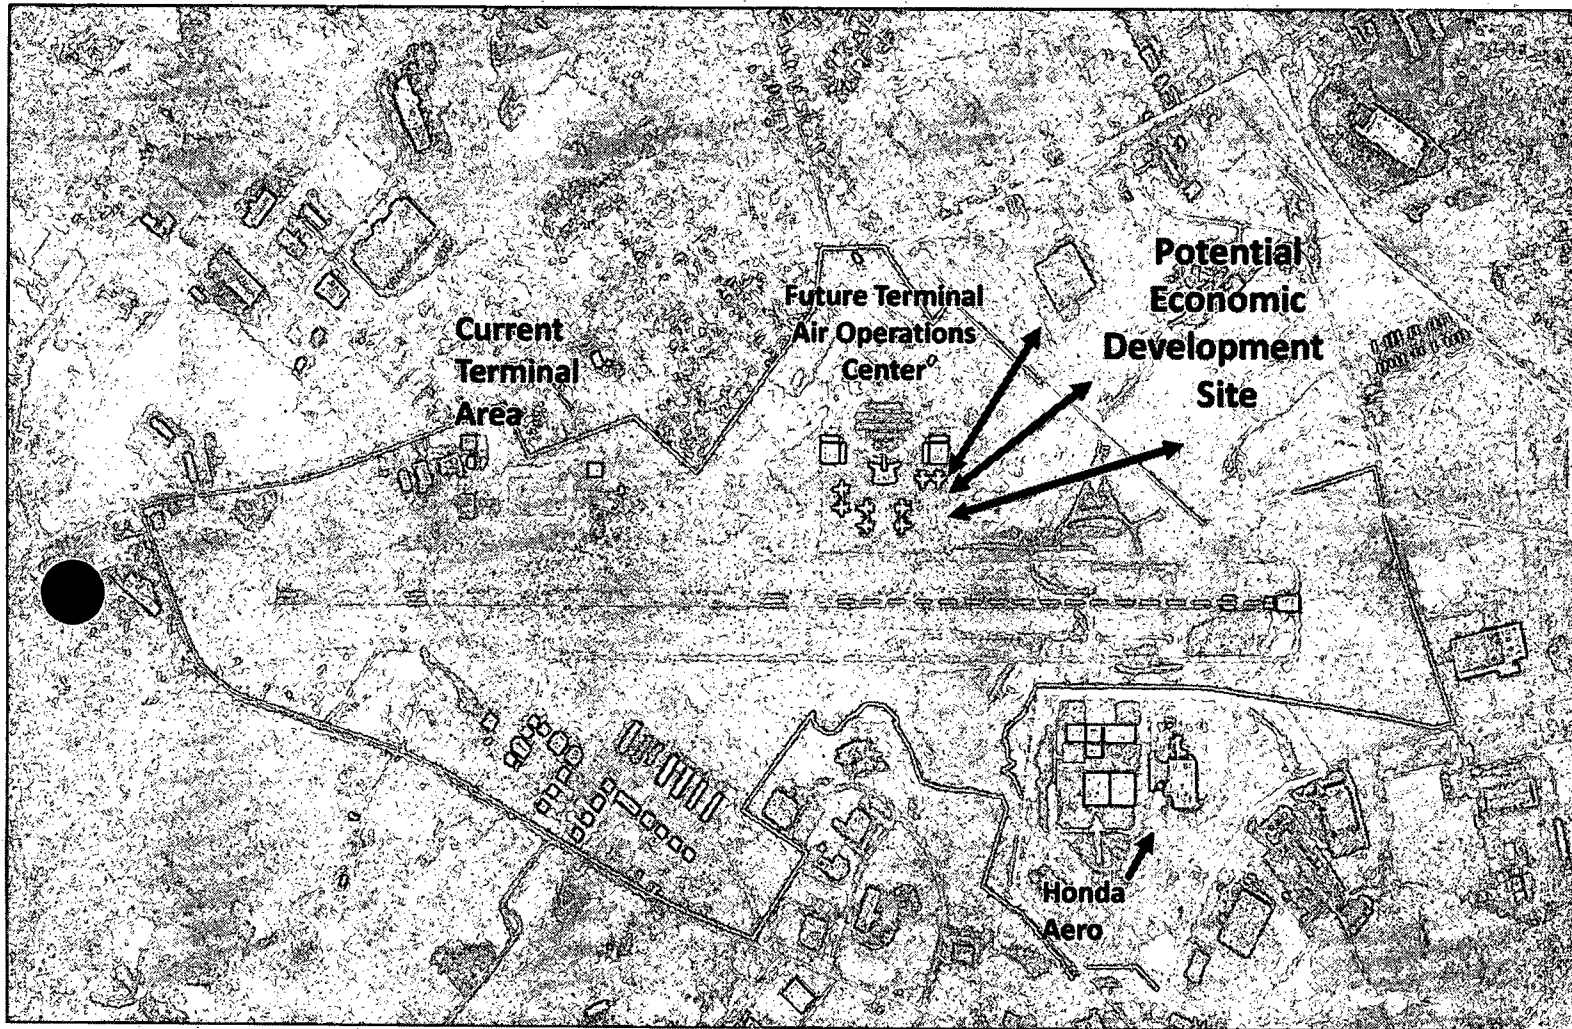 Potential
Economic
Development
Site
Future Terminal
Air Operations
Center
Current
Terminal
Area
Honda
Aero